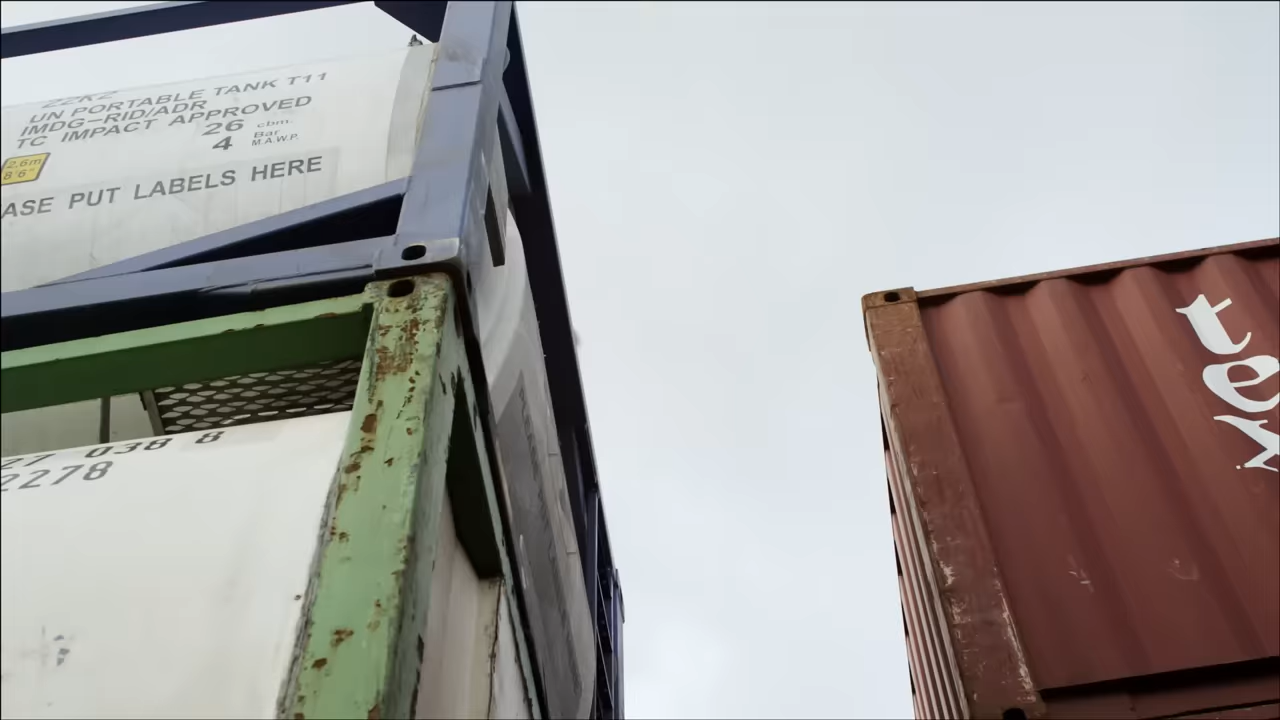 22K2
UN PORTABLE TANK T11
IMDG-RID/ADR
TC IMPACT APPROVED
26 cbm.
4 Bar M.A.W.P.
2,6m
8'6"
ASE PUT LABELS HERE
27 038 8
2278